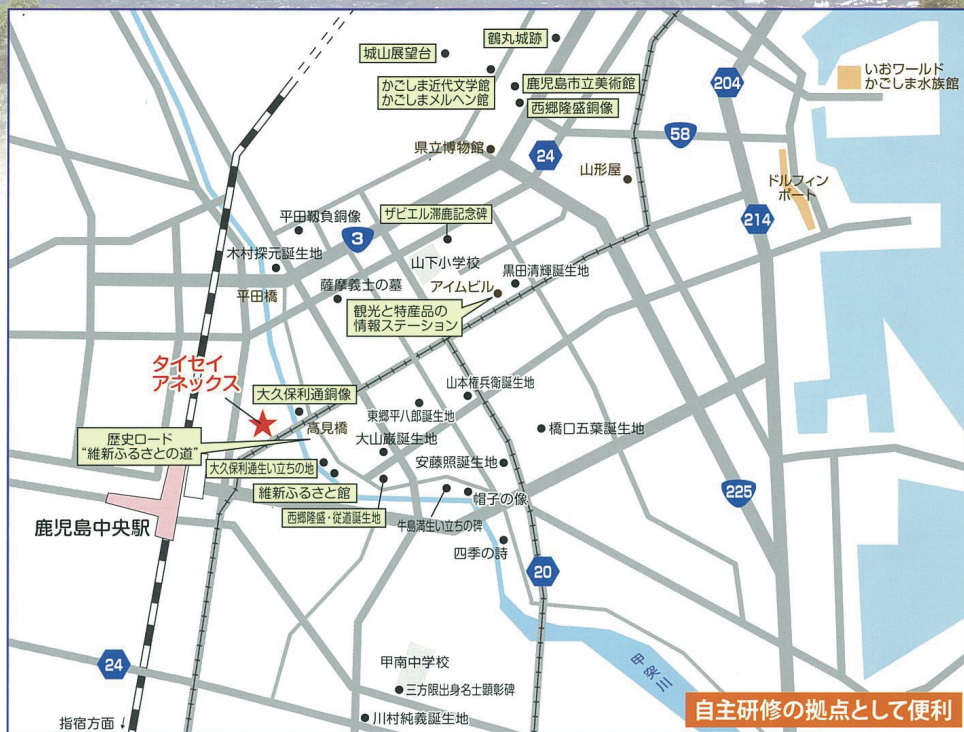 鶴丸城跡
城山展望台
いおワールド
かごしま水族館
かごしま近代文学館
かごしまメルヘン館
鹿児島市立美術館
西郷隆盛銅像
204
58
県立博物館
24
山形屋
ドルフィン
ポート
ザビエル滞鹿記念碑
214
平田靱負銅像
3
木村探元誕生地
山下小学校
黒田清輝誕生地
平田橋
薩摩義士の墓
アイムビル
観光と特産品の
情報ステーション
タイセイ
アネックス
山本権兵衛誕生地
大久保利通銅像
東郷平八郎誕生地
高見橋
橋口五葉誕生地
歴史ロード
“維新ふるさとの道”
大山巌誕生地
大久保利通生い立ちの地
安藤照誕生地
維新ふるさと館
帽子の像
225
西郷隆盛・従道誕生地
牛島満生い立ちの碑
鹿児島中央駅
四季の詩
20
甲突川
24
甲南中学校
三方限出身名士顕彰碑
川村純義誕生地
指宿方面↓
自主研修の拠点として便利